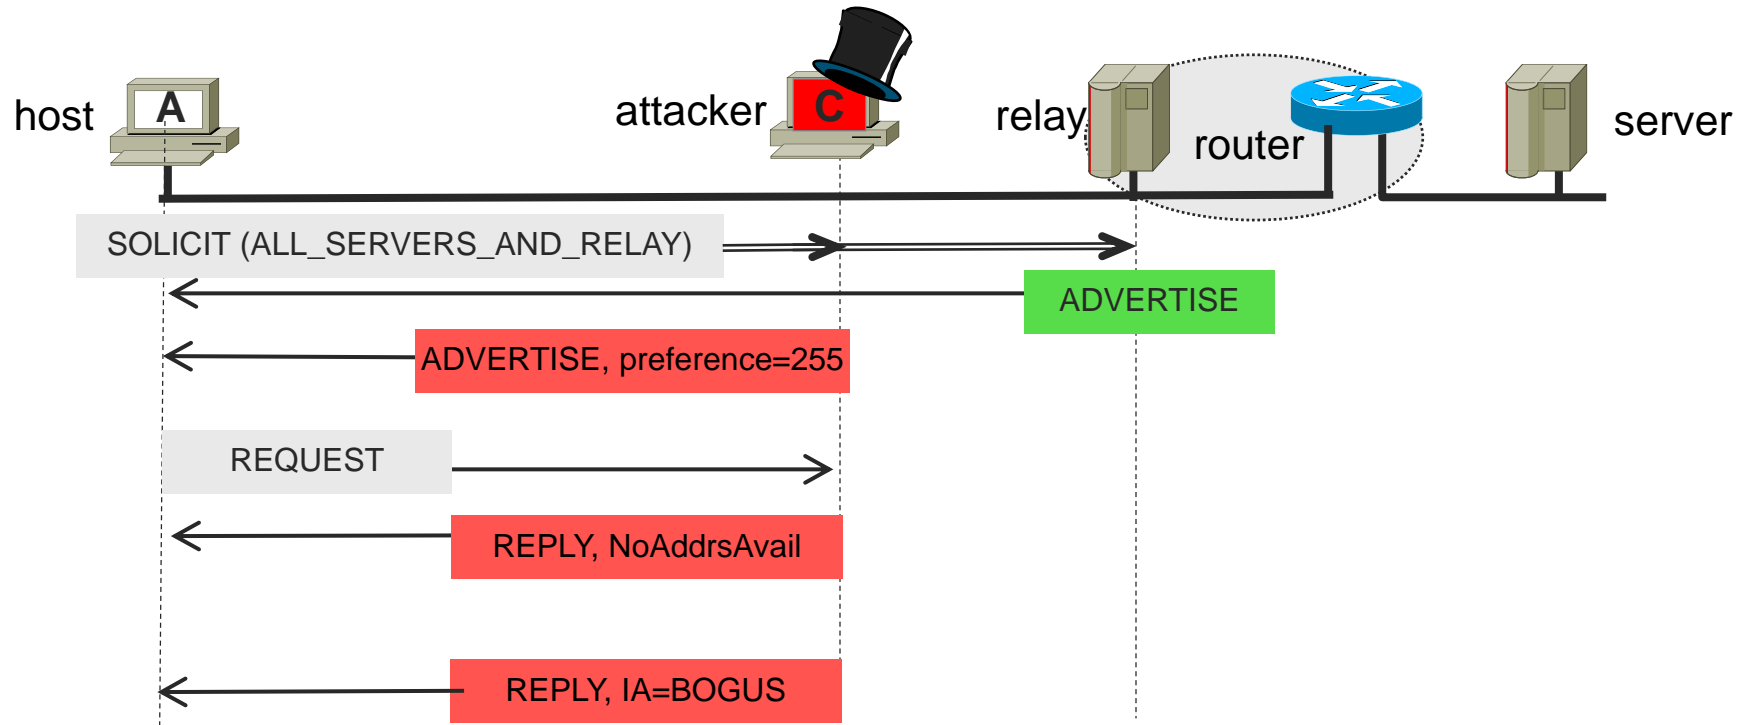 host
A
attacker
C
relay
router
server
SOLICIT (ALL_SERVERS_AND_RELAY)
ADVERTISE
ADVERTISE, preference=255
REQUEST
REPLY, NoAddrsAvail
REPLY, IA=BOGUS